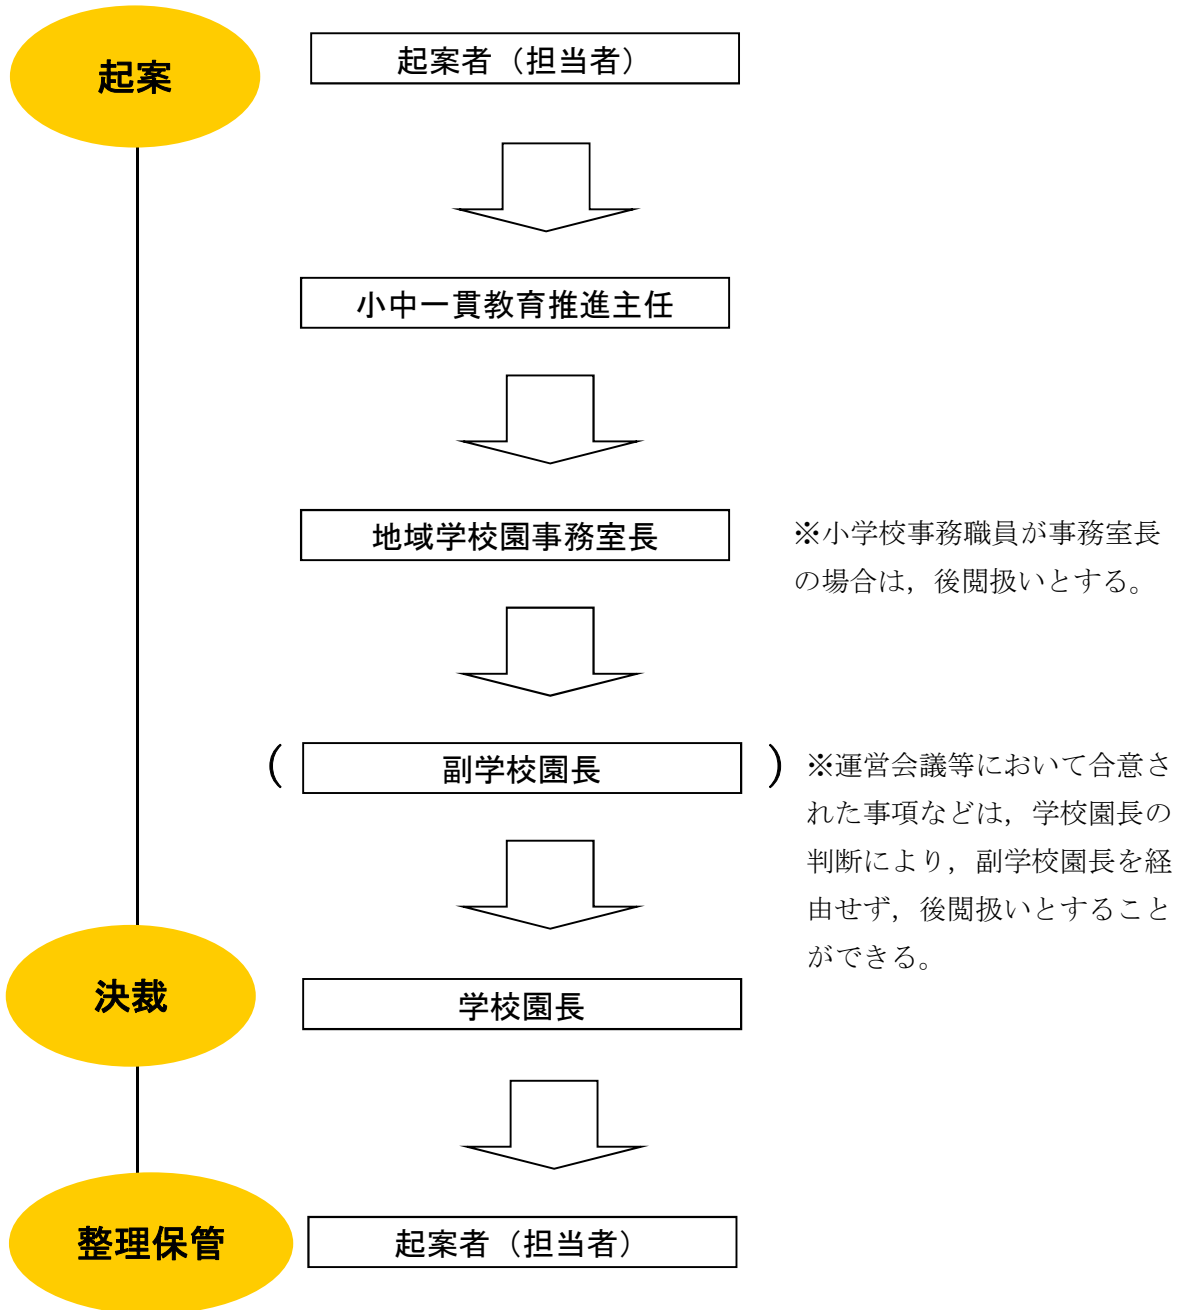 起案
起案者（担当者）
小中一貫教育推進主任
地域学校園事務室長
※小学校事務職員が事務室長
の場合は，後閲扱いとする。
（ 副学校園長 ）
※運営会議等において合意さ
れた事項などは，学校園長の
判断により，副学校園長を経
由せず，後閲扱いとすること
ができる。
決裁
学校園長
整理保管
起案者（担当者）